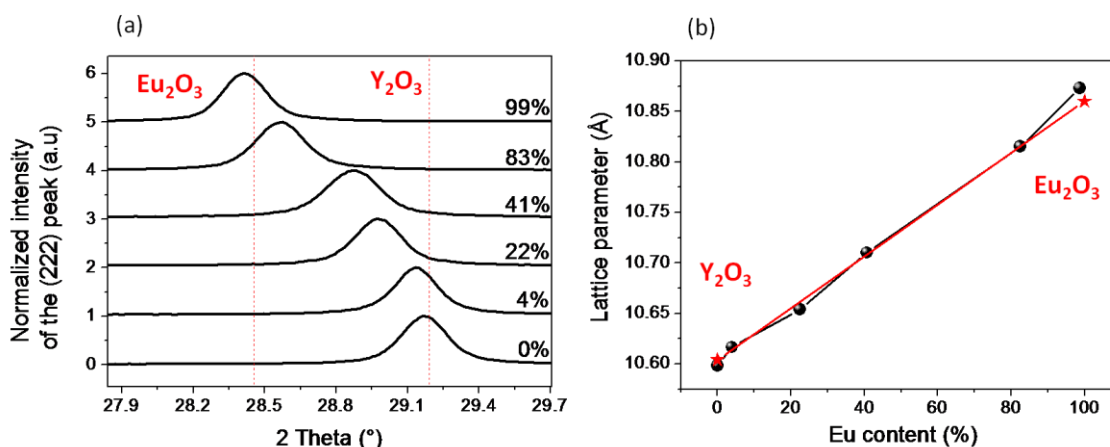 (a)
Normalized intensity
of the (222) peak (a.u)
6
5
4
3
2
1
0
Eu₂O₃
Y₂O₃
99%
83%
41%
22%
4%
0%
27.9 28.2 28.5 28.8 29.1 29.4 29.7
2 Theta (°)
(b)
Lattice parameter (Å)
10.90
10.85
10.80
10.75
10.70
10.65
10.60
Eu₂O₃
Y₂O₃
0 20 40 60 80 100
Eu content (%)